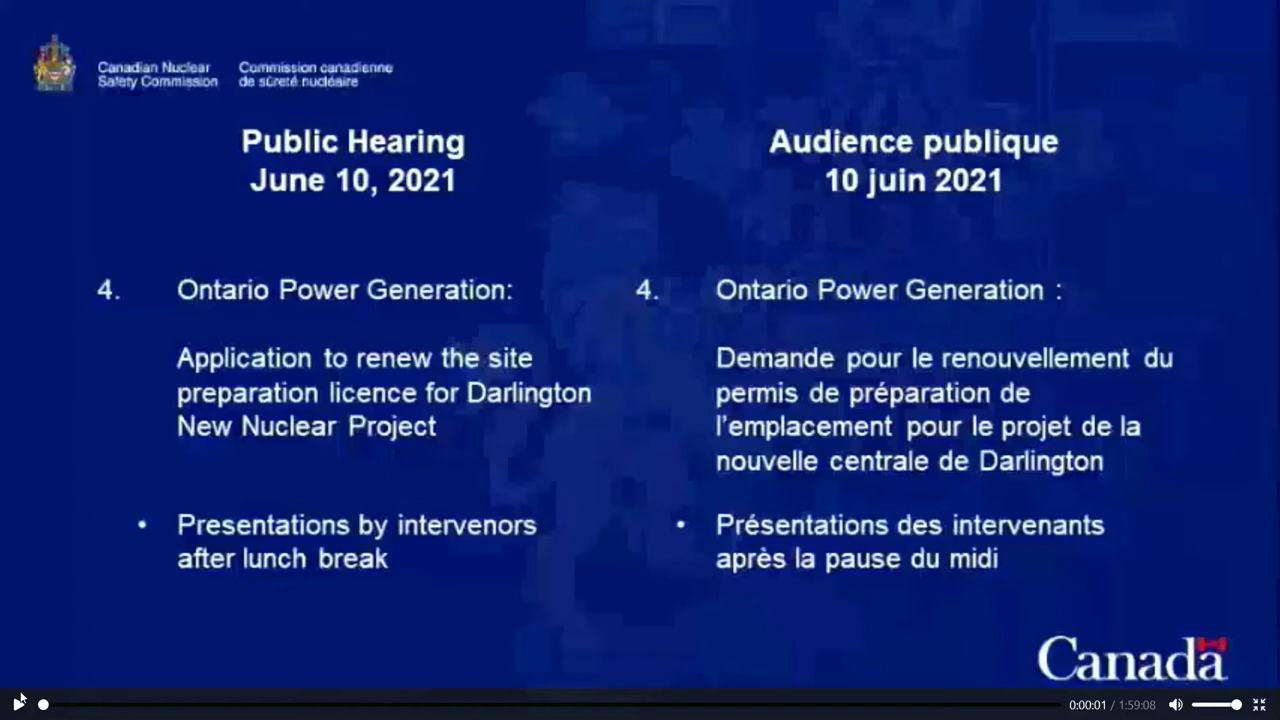 Canadian Nuclear
Safety Commission
Commission canadienne
de sûreté nucléaire
Public Hearing
June 10, 2021
4. Ontario Power Generation:
Application to renew the site
preparation licence for Darlington
New Nuclear Project
• Presentations by intervenors
after lunch break
Audience publique
10 juin 2021
4. Ontario Power Generation :
Demande pour le renouvellement du
permis de préparation de
l'emplacement pour le projet de la
nouvelle centrale de Darlington
• Présentations des intervenants
après la pause du midi
Canada
0:00:01 / 1:59:08